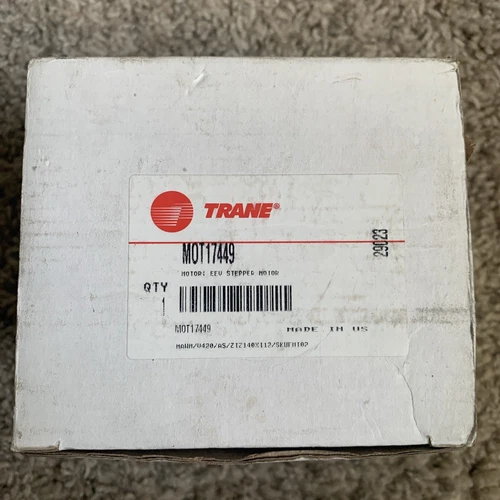 TRANE®
MOT17449
29023
MOTOR: EEV STEPPER MOTOR
QTY
1
MOT17449 MADE IN US